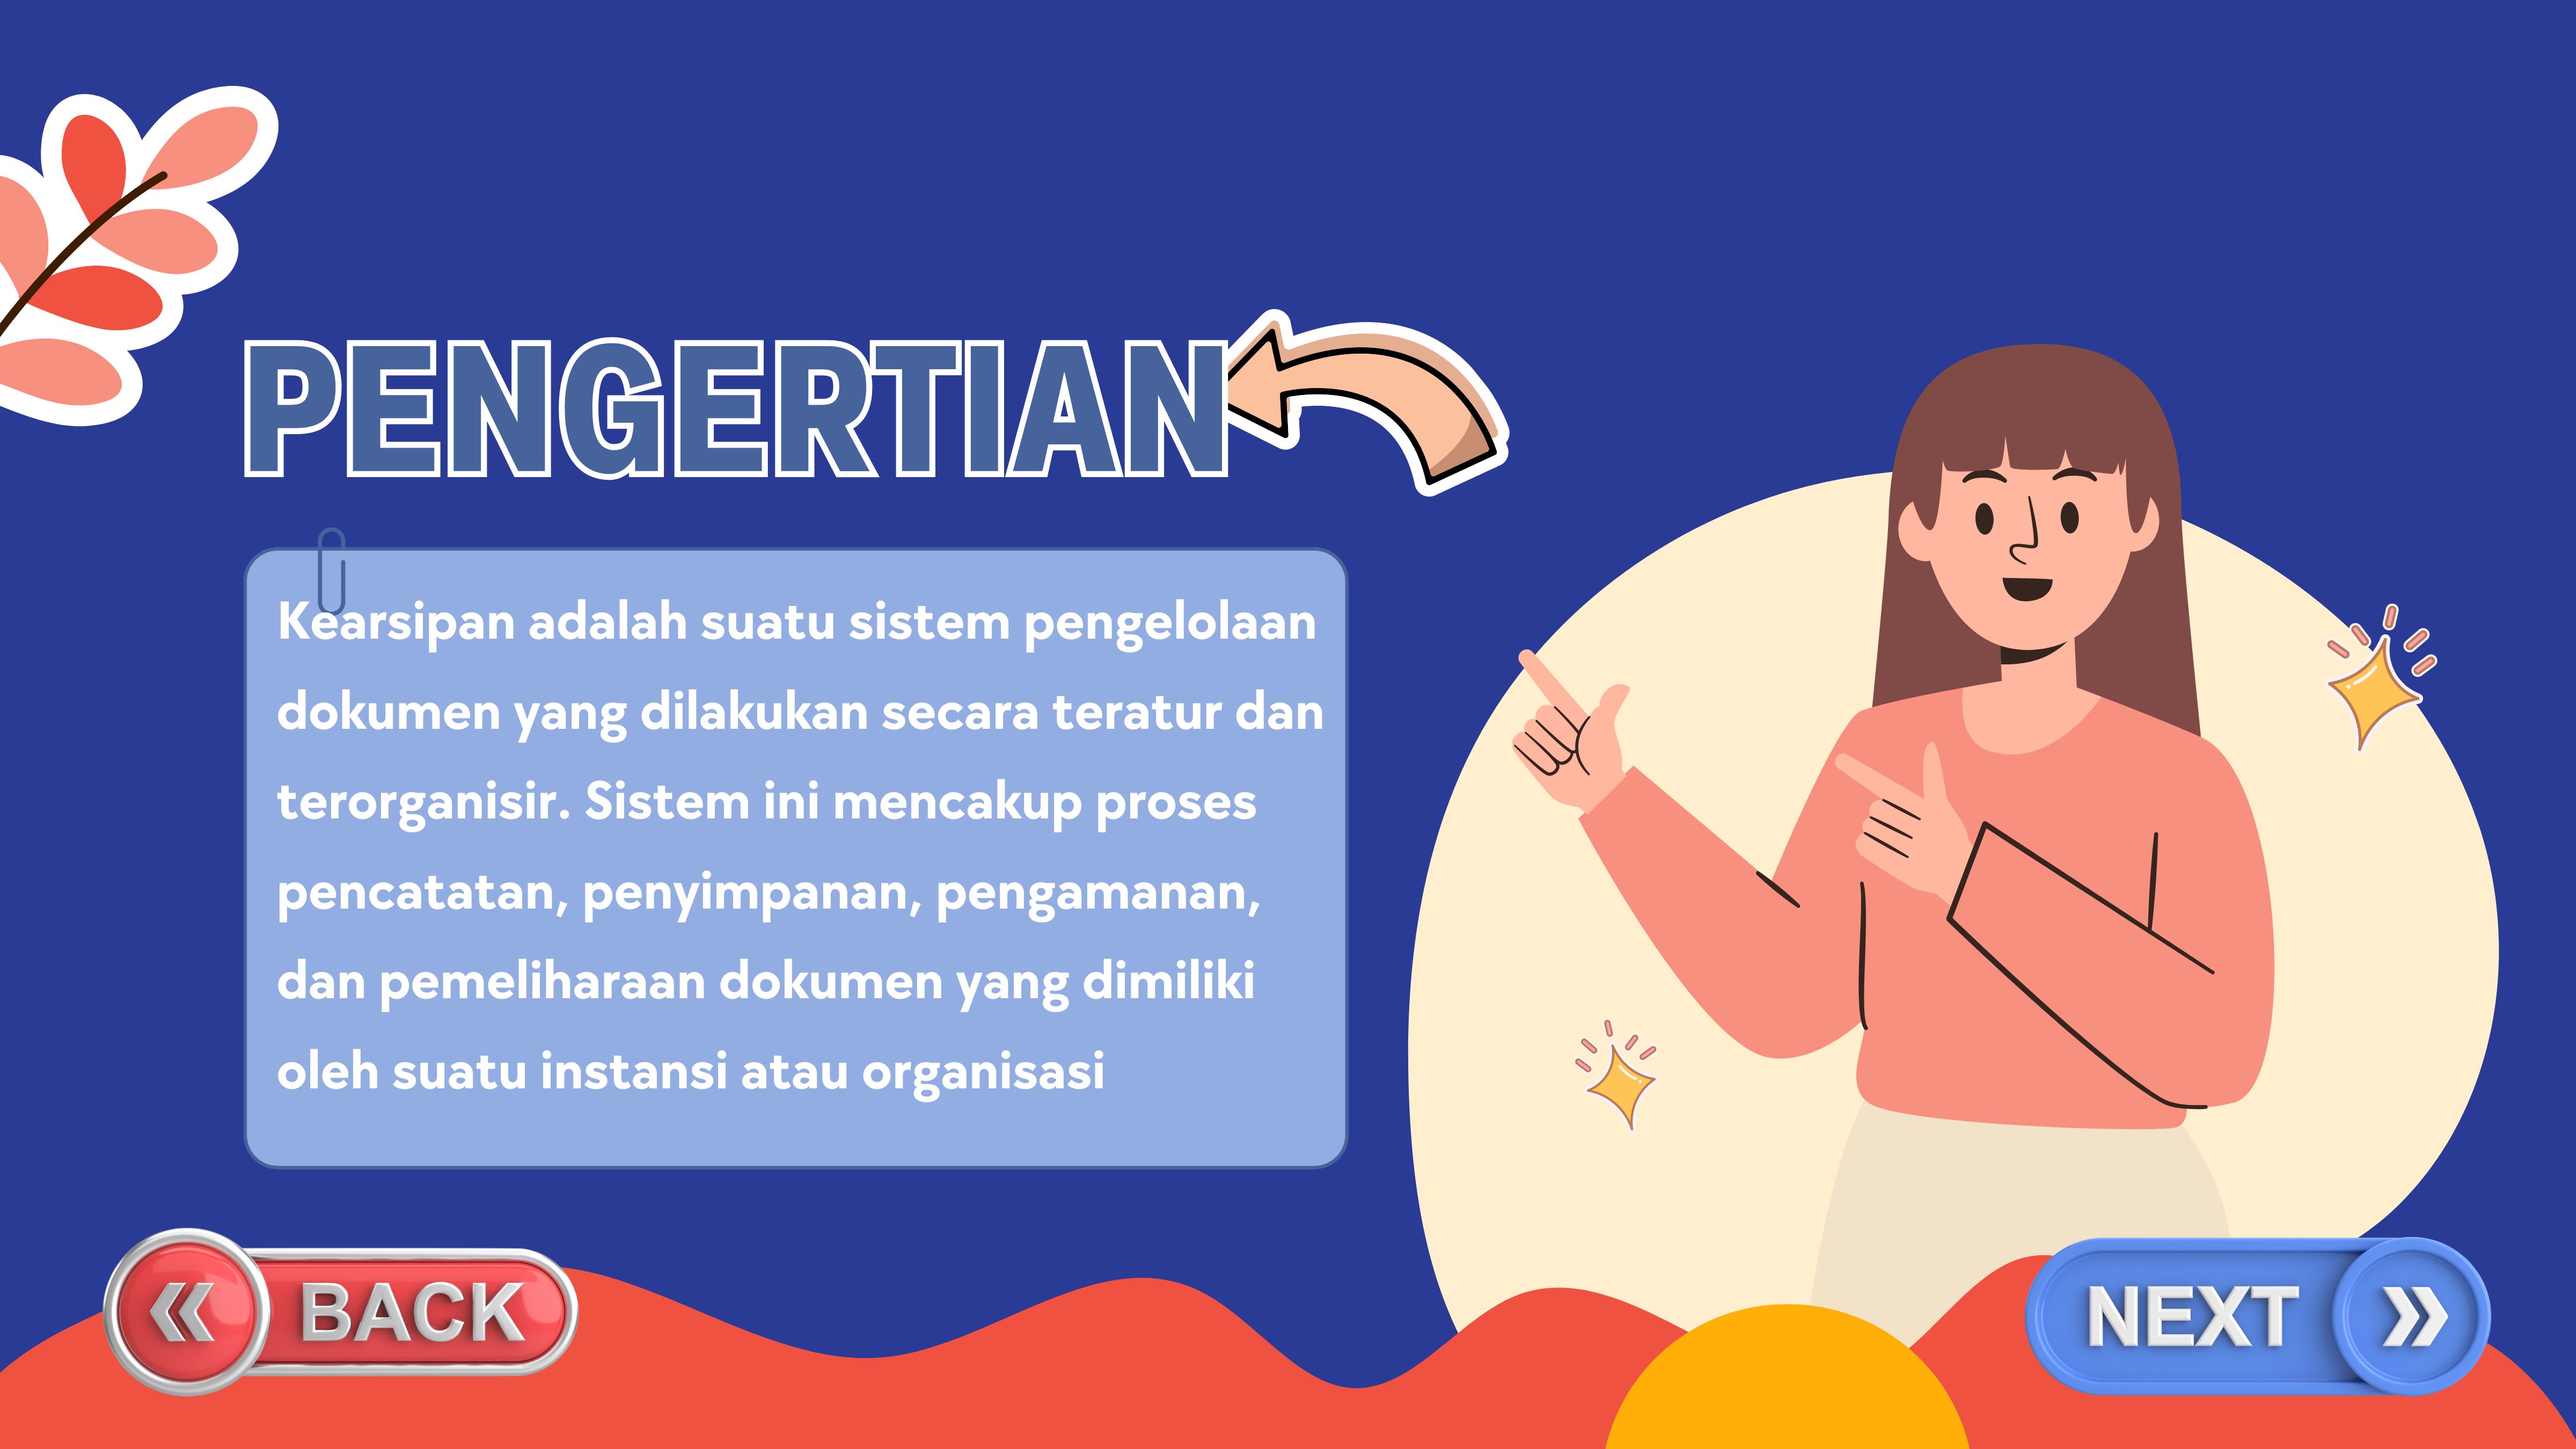 PENGERTIAN
Kearsipan adalah suatu sistem pengelolaan
dokumen yang dilakukan secara teratur dan
terorganisir. Sistem ini mencakup proses
pencatatan, penyimpanan, pengamanan,
dan pemeliharaan dokumen yang dimiliki
oleh suatu instansi atau organisasi
BACK
NEXT